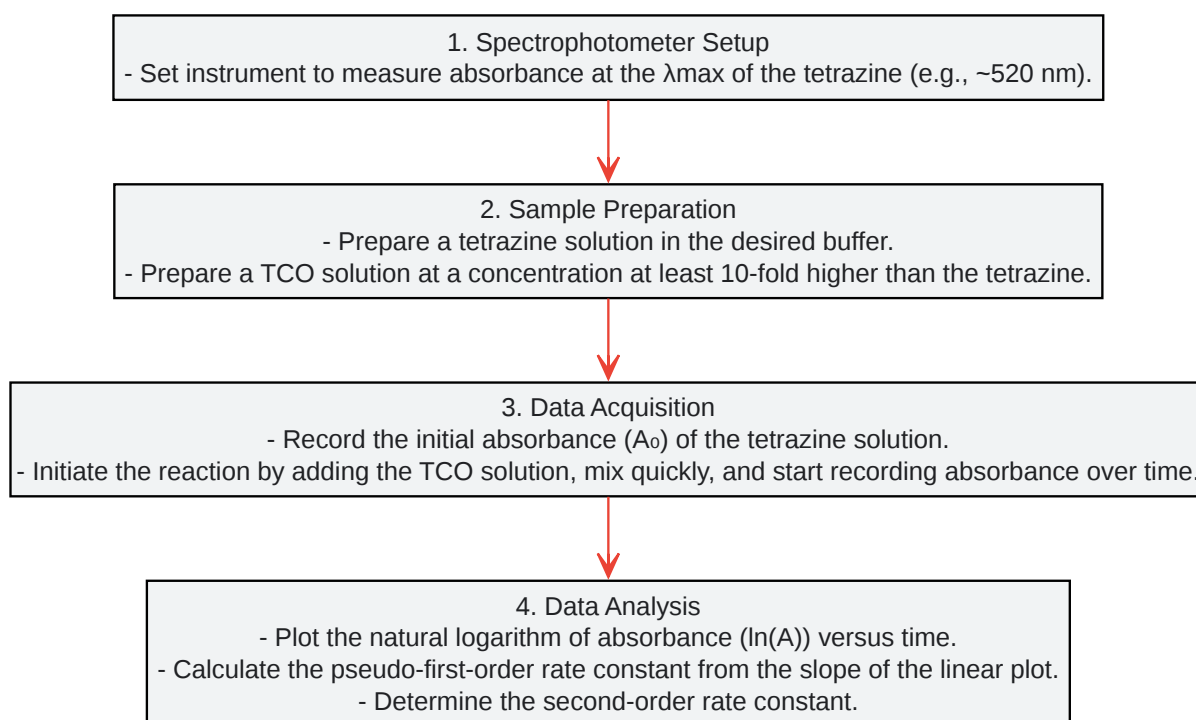 1. Spectrophotometer Setup
- Set instrument to measure absorbance at the λmax of the tetrazine (e.g., ~520 nm).
2. Sample Preparation
- Prepare a tetrazine solution in the desired buffer.
- Prepare a TCO solution at a concentration at least 10-fold higher than the tetrazine.
3. Data Acquisition
- Record the initial absorbance (A₀) of the tetrazine solution.
- Initiate the reaction by adding the TCO solution, mix quickly, and start recording absorbance over time.
4. Data Analysis
- Plot the natural logarithm of absorbance (ln(A)) versus time.
- Calculate the pseudo-first-order rate constant from the slope of the linear plot.
- Determine the second-order rate constant.